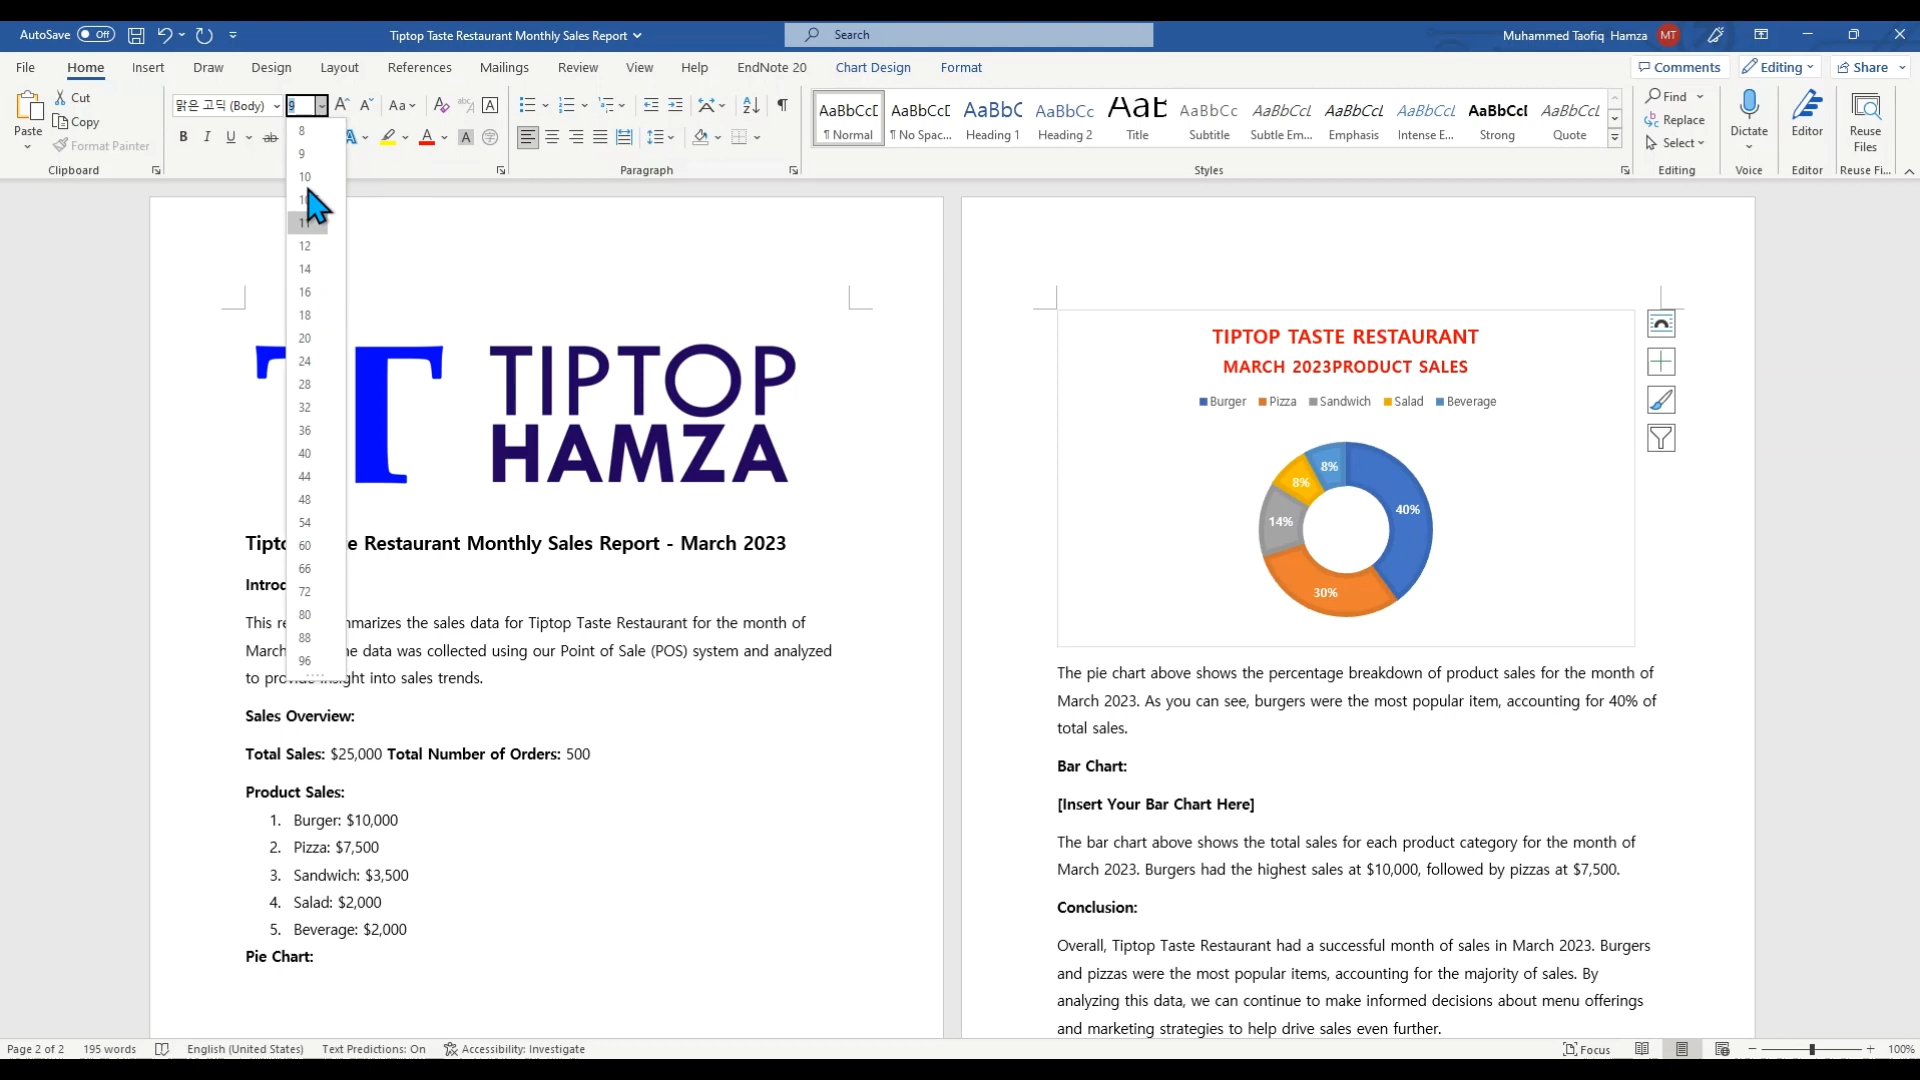 AutoSave Off Tiptop Taste Restaurant Monthly Sales Report Search Muhammed Taofiq Hamza MT
File Home Insert Draw Design Layout References Mailings Review View Help EndNote 20 Chart Design Format Comments Editing Share
Paste Cut Copy Format Painter
Clipboard
맑은 고딕 (Body) 9 Aa
B I U ab
Paragraph
AaBbCcD Normal
AaBbCcD No Spac...
AaBbC Heading 1
AaBbCc Heading 2
AaB Title
AaBbCc Subtitle
AaBbCcL Subtle Em...
AaBbCcL Emphasis
AaBbCcL Intense E...
AaBbCcD Strong
AaBbCcL Quote
Styles
Find
Replace
Select
Editing
Dictate
Voice
Editor
Editor
Reuse Files
Reuse Fi...
8
9
10
11
12
14
16
18
20
24
28
32
36
40
44
48
54
60
66
72
80
88
96
T TIPTOP
HAMZA
Tipto e Restaurant Monthly Sales Report - March 2023
Introd
This re mmarizes the sales data for Tiptop Taste Restaurant for the month of
March he data was collected using our Point of Sale (POS) system and analyzed
to provide insight into sales trends.
Sales Overview:
Total Sales: $25,000 Total Number of Orders: 500
Product Sales:
1. Burger: $10,000
2. Pizza: $7,500
3. Sandwich: $3,500
4. Salad: $2,000
5. Beverage: $2,000
Pie Chart:
TIPTOP TASTE RESTAURANT
MARCH 2023PRODUCT SALES
Burger Pizza Sandwich Salad Beverage
8%
8%
40%
14%
30%
The pie chart above shows the percentage breakdown of product sales for the month of
March 2023. As you can see, burgers were the most popular item, accounting for 40% of
total sales.
Bar Chart:
[Insert Your Bar Chart Here]
The bar chart above shows the total sales for each product category for the month of
March 2023. Burgers had the highest sales at $10,000, followed by pizzas at $7,500.
Conclusion:
Overall, Tiptop Taste Restaurant had a successful month of sales in March 2023. Burgers
and pizzas were the most popular items, accounting for the majority of sales. By
analyzing this data, we can continue to make informed decisions about menu offerings
and marketing strategies to help drive sales even further.
Page 2 of 2 195 words English (United States) Text Predictions: On Accessibility: Investigate Focus 100%